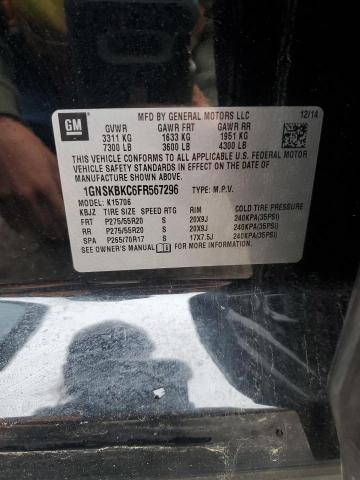 MFD BY GENERAL MOTORS LLC 12/14
GM GVWR GAWR FRT GAWR RR
3311 KG 1633 KG 1951 KG
7300 LB 3600 LB 4300 LB
THIS VEHICLE CONFORMS TO ALL APPLICABLE U.S. FEDERAL MOTOR
VEHICLE SAFETY STANDARDS IN EFFECT ON THE DATE OF
MANUFACTURE SHOWN ABOVE.
1GNSKBKC6FR567296 TYPE: M.P.V.
MODEL: K15706
KBJZ TIRE SIZE SPEED RTG RIM COLD TIRE PRESSURE
FRT P275/55R20 S 20X9J 240KPA(35PSI)
RR P275/55R20 S 20X9J 240KPA(35PSI)
SPA P265/70R17 S 17X7.5J 240KPA(35PSI)
SEE OWNER'S MANUAL FOR MORE INFORMATION